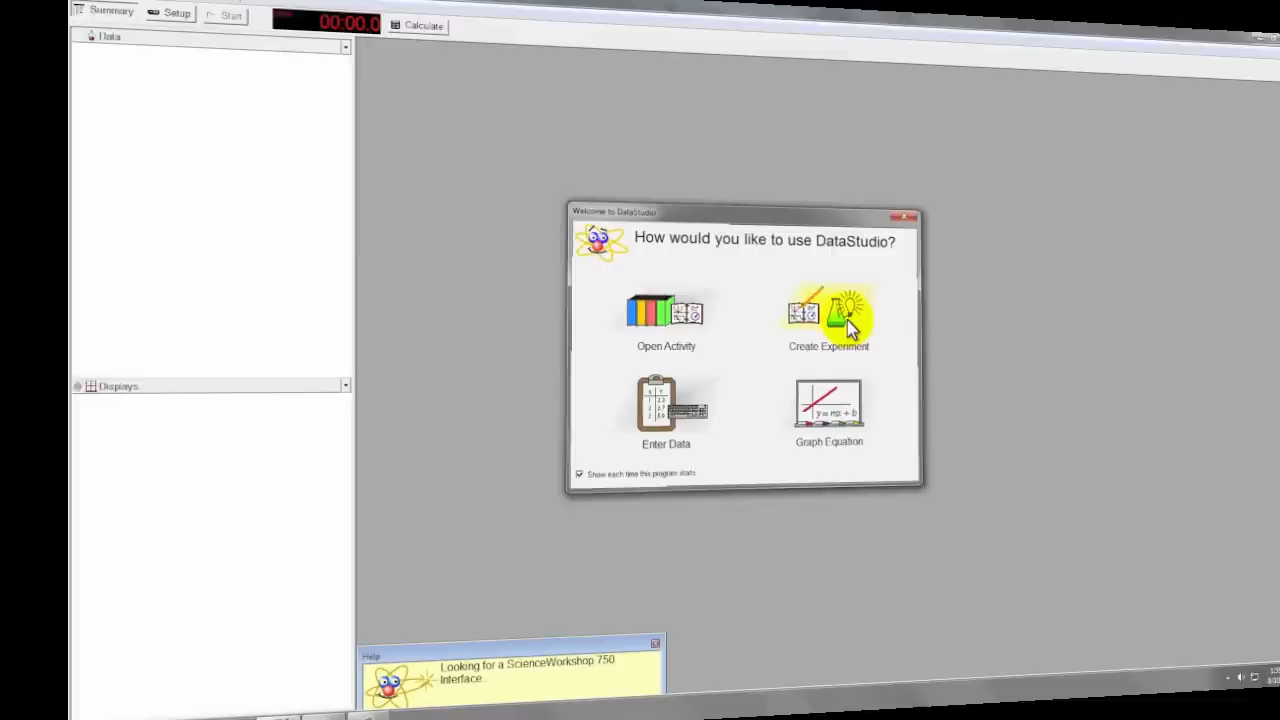 Summary Setup Start 00:00.0 Calculate
Data
Displays
Welcome to DataStudio
How would you like to use DataStudio?
Open Activity Create Experiment
y = mx + b
Enter Data Graph Equation
Show each time this program starts
Help
Looking for a ScienceWorkshop 750
Interface.